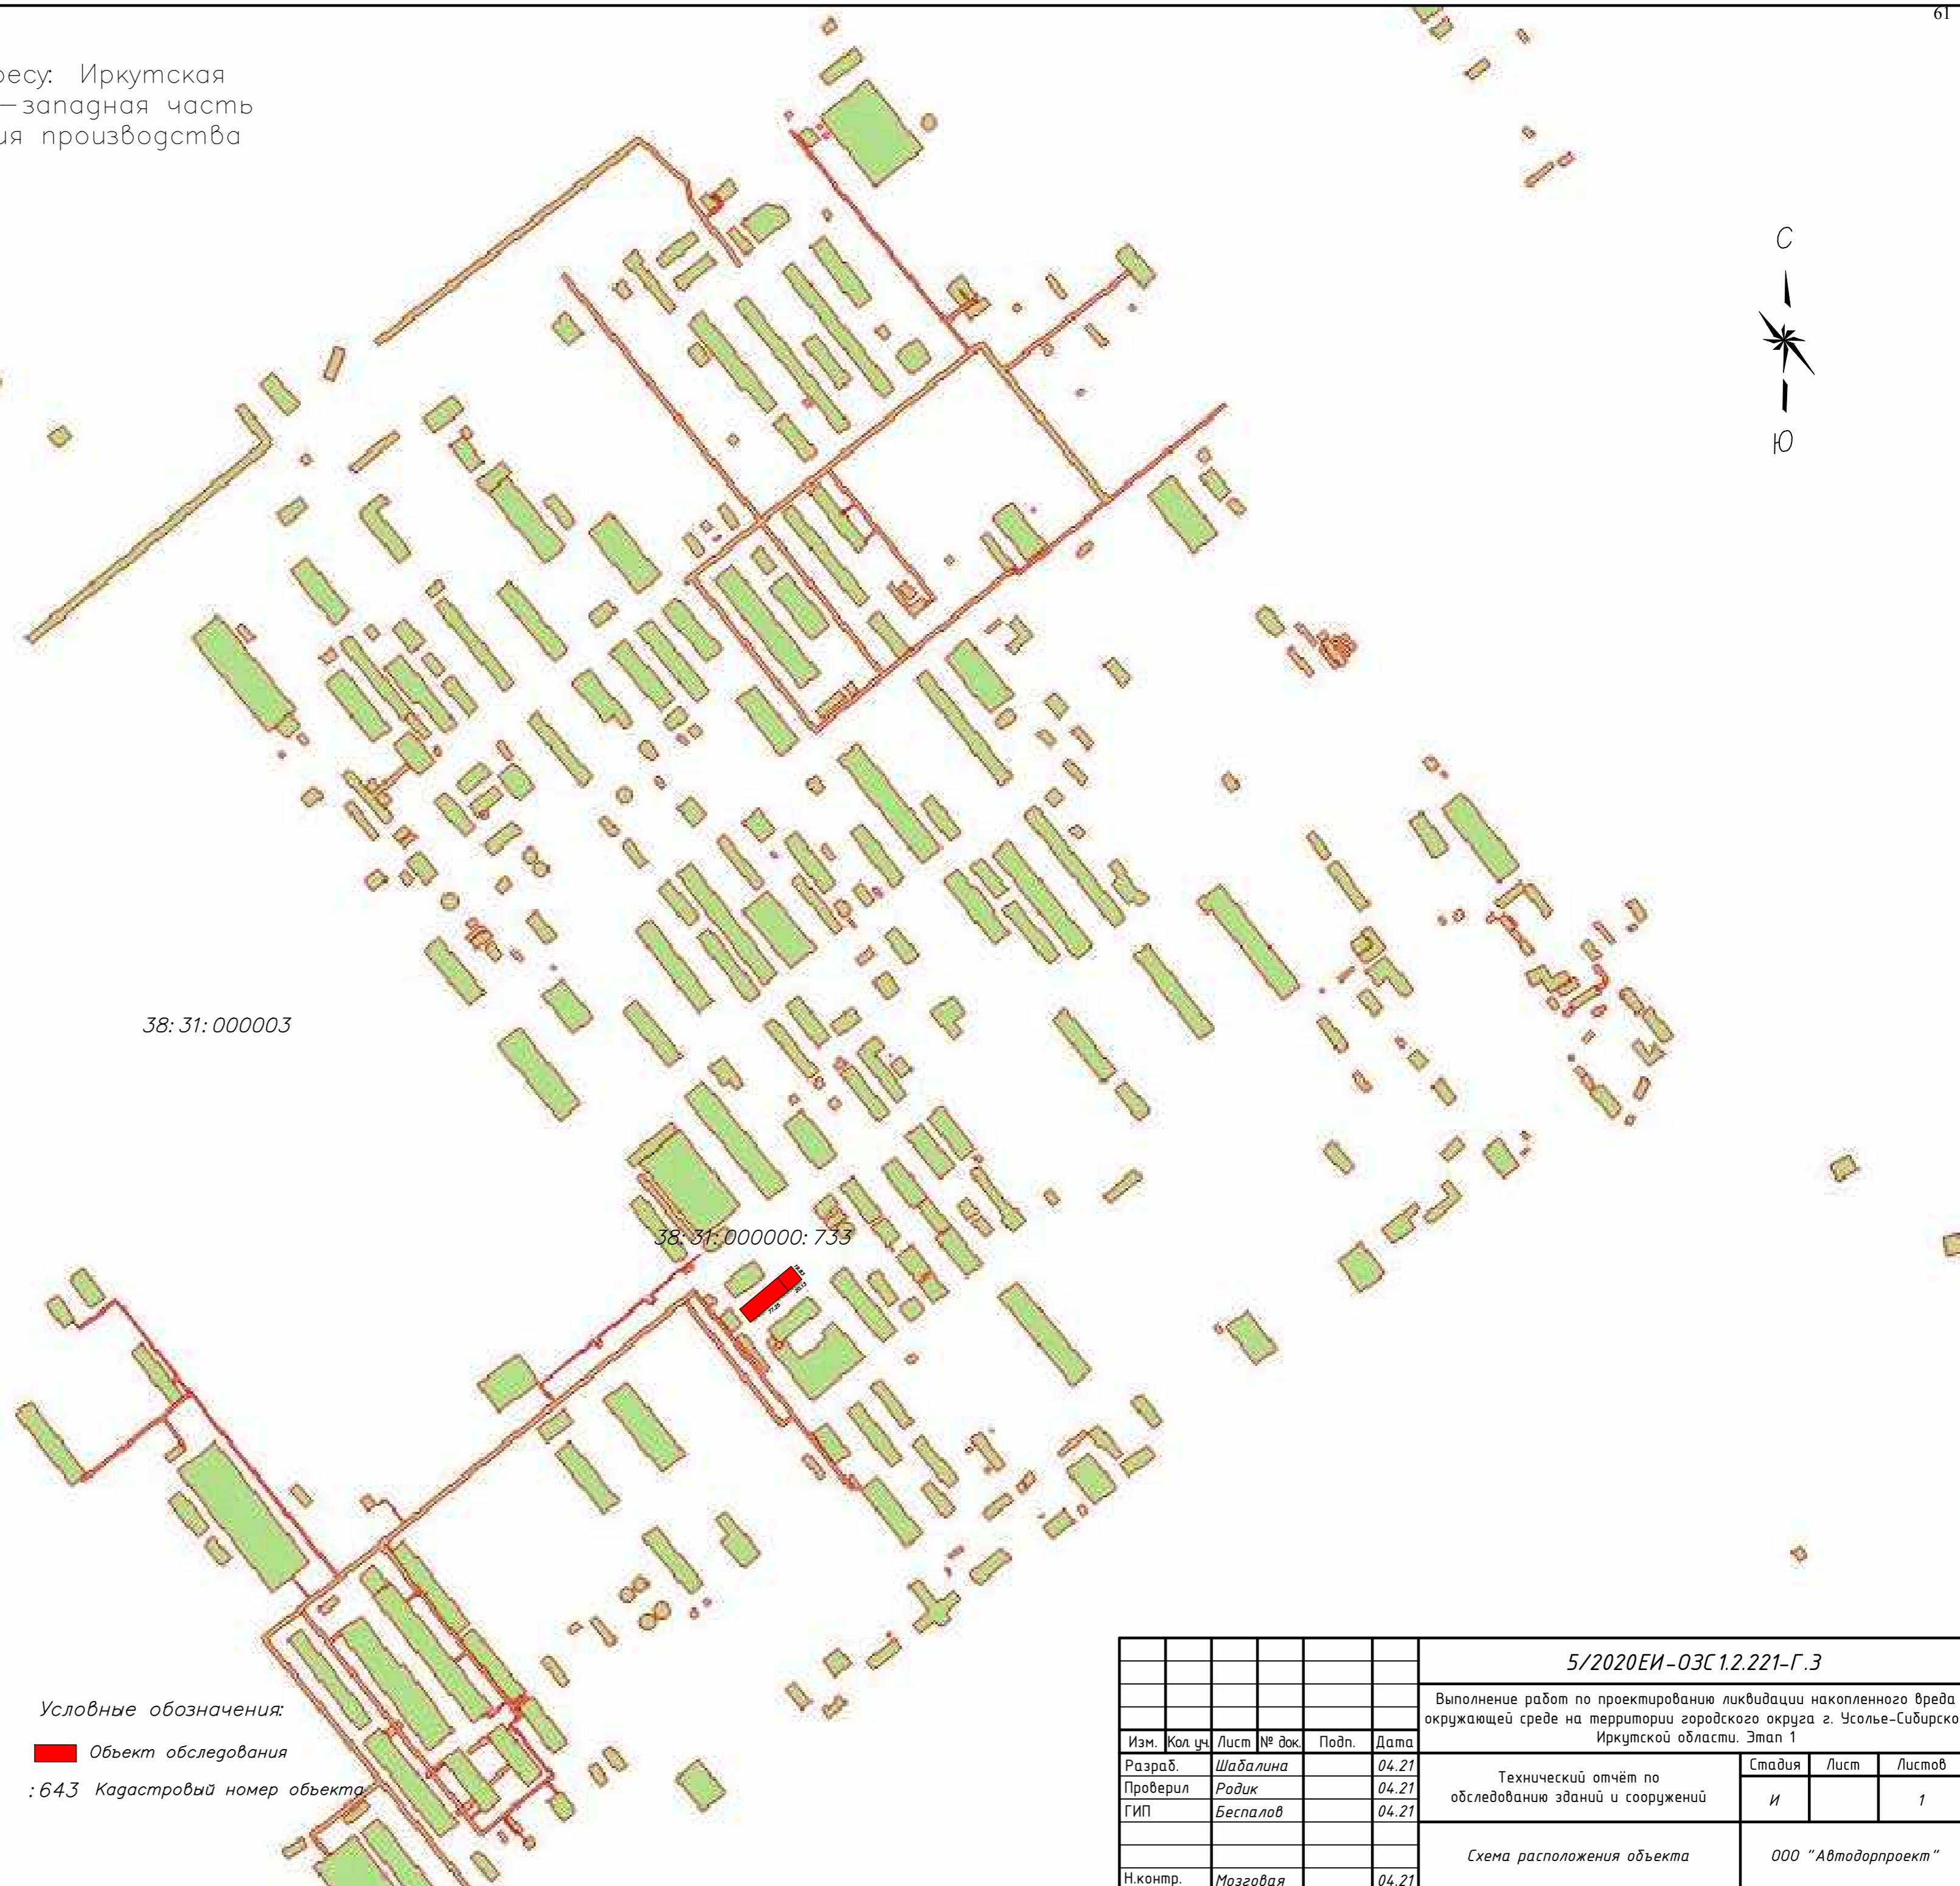 61
ресу: Иркутская
–западная часть
ия производства
С
Ю
38:31:000003
38:31:000000:733
Условные обозначения:
Объект обследования
:643 Кадастровый номер объекта
5/2020ЕИ-ОЗС1.2.221-Г.3
Выполнение работ по проектированию ликвидации накопленного вреда
окружающей среде на территории городского округа г. Усолье-Сибирско
Иркутской области. Этап 1
Изм. Кол. уч Лист № док. Подп. Дата
Разраб. Шабалина 04.21
Проверил Родик 04.21
ГИП Беспалов 04.21
Н.контр. Мозговая 04.21
Технический отчёт по
обследованию зданий и сооружений
Стадия Лист Листов
И 1
Схема расположения объекта
ООО "Автодорпроект"